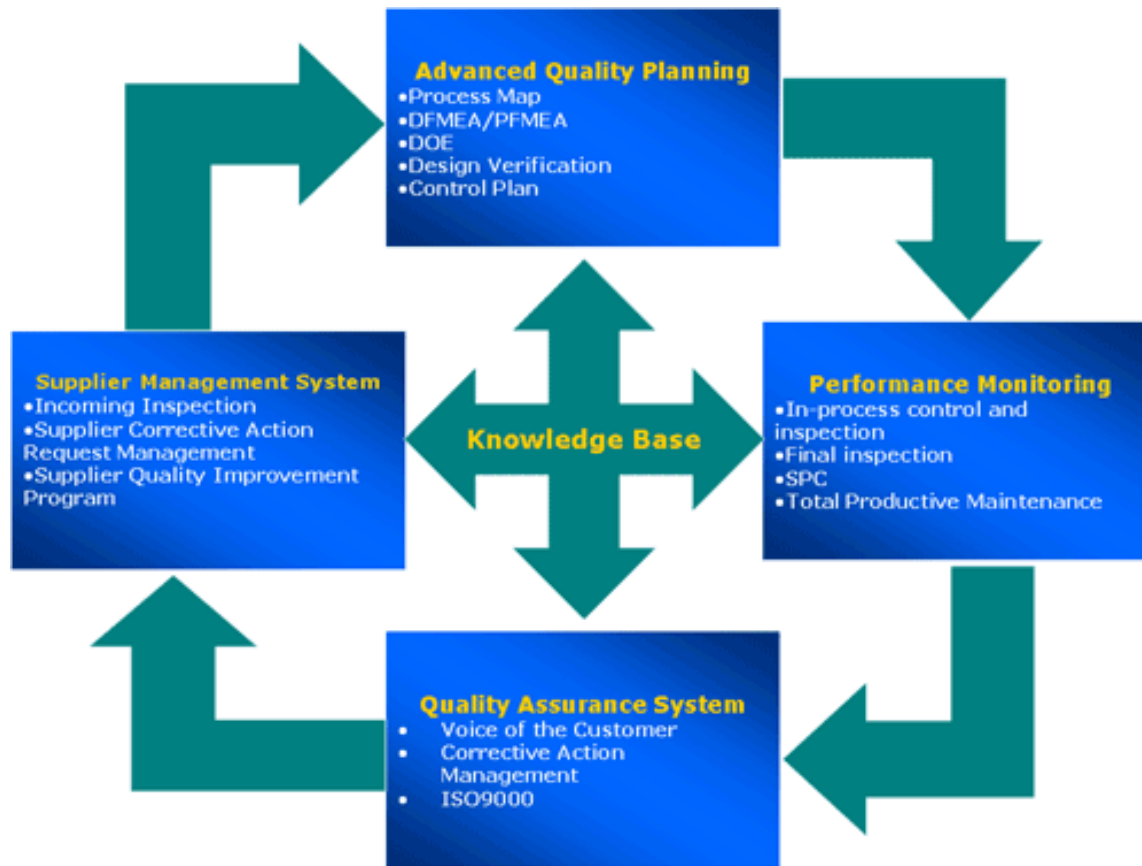 Advanced Quality Planning
•Process Map
•DFMEA/PFMEA
•DOE
•Design Verification
•Control Plan
Supplier Management System
•Incoming Inspection
•Supplier Corrective Action
Request Management
•Supplier Quality Improvement
Program
Knowledge Base
Performance Monitoring
•In-process control and
inspection
•Final inspection
•SPC
•Total Productive Maintenance
Quality Assurance System
• Voice of the Customer
• Corrective Action
Management
• ISO9000